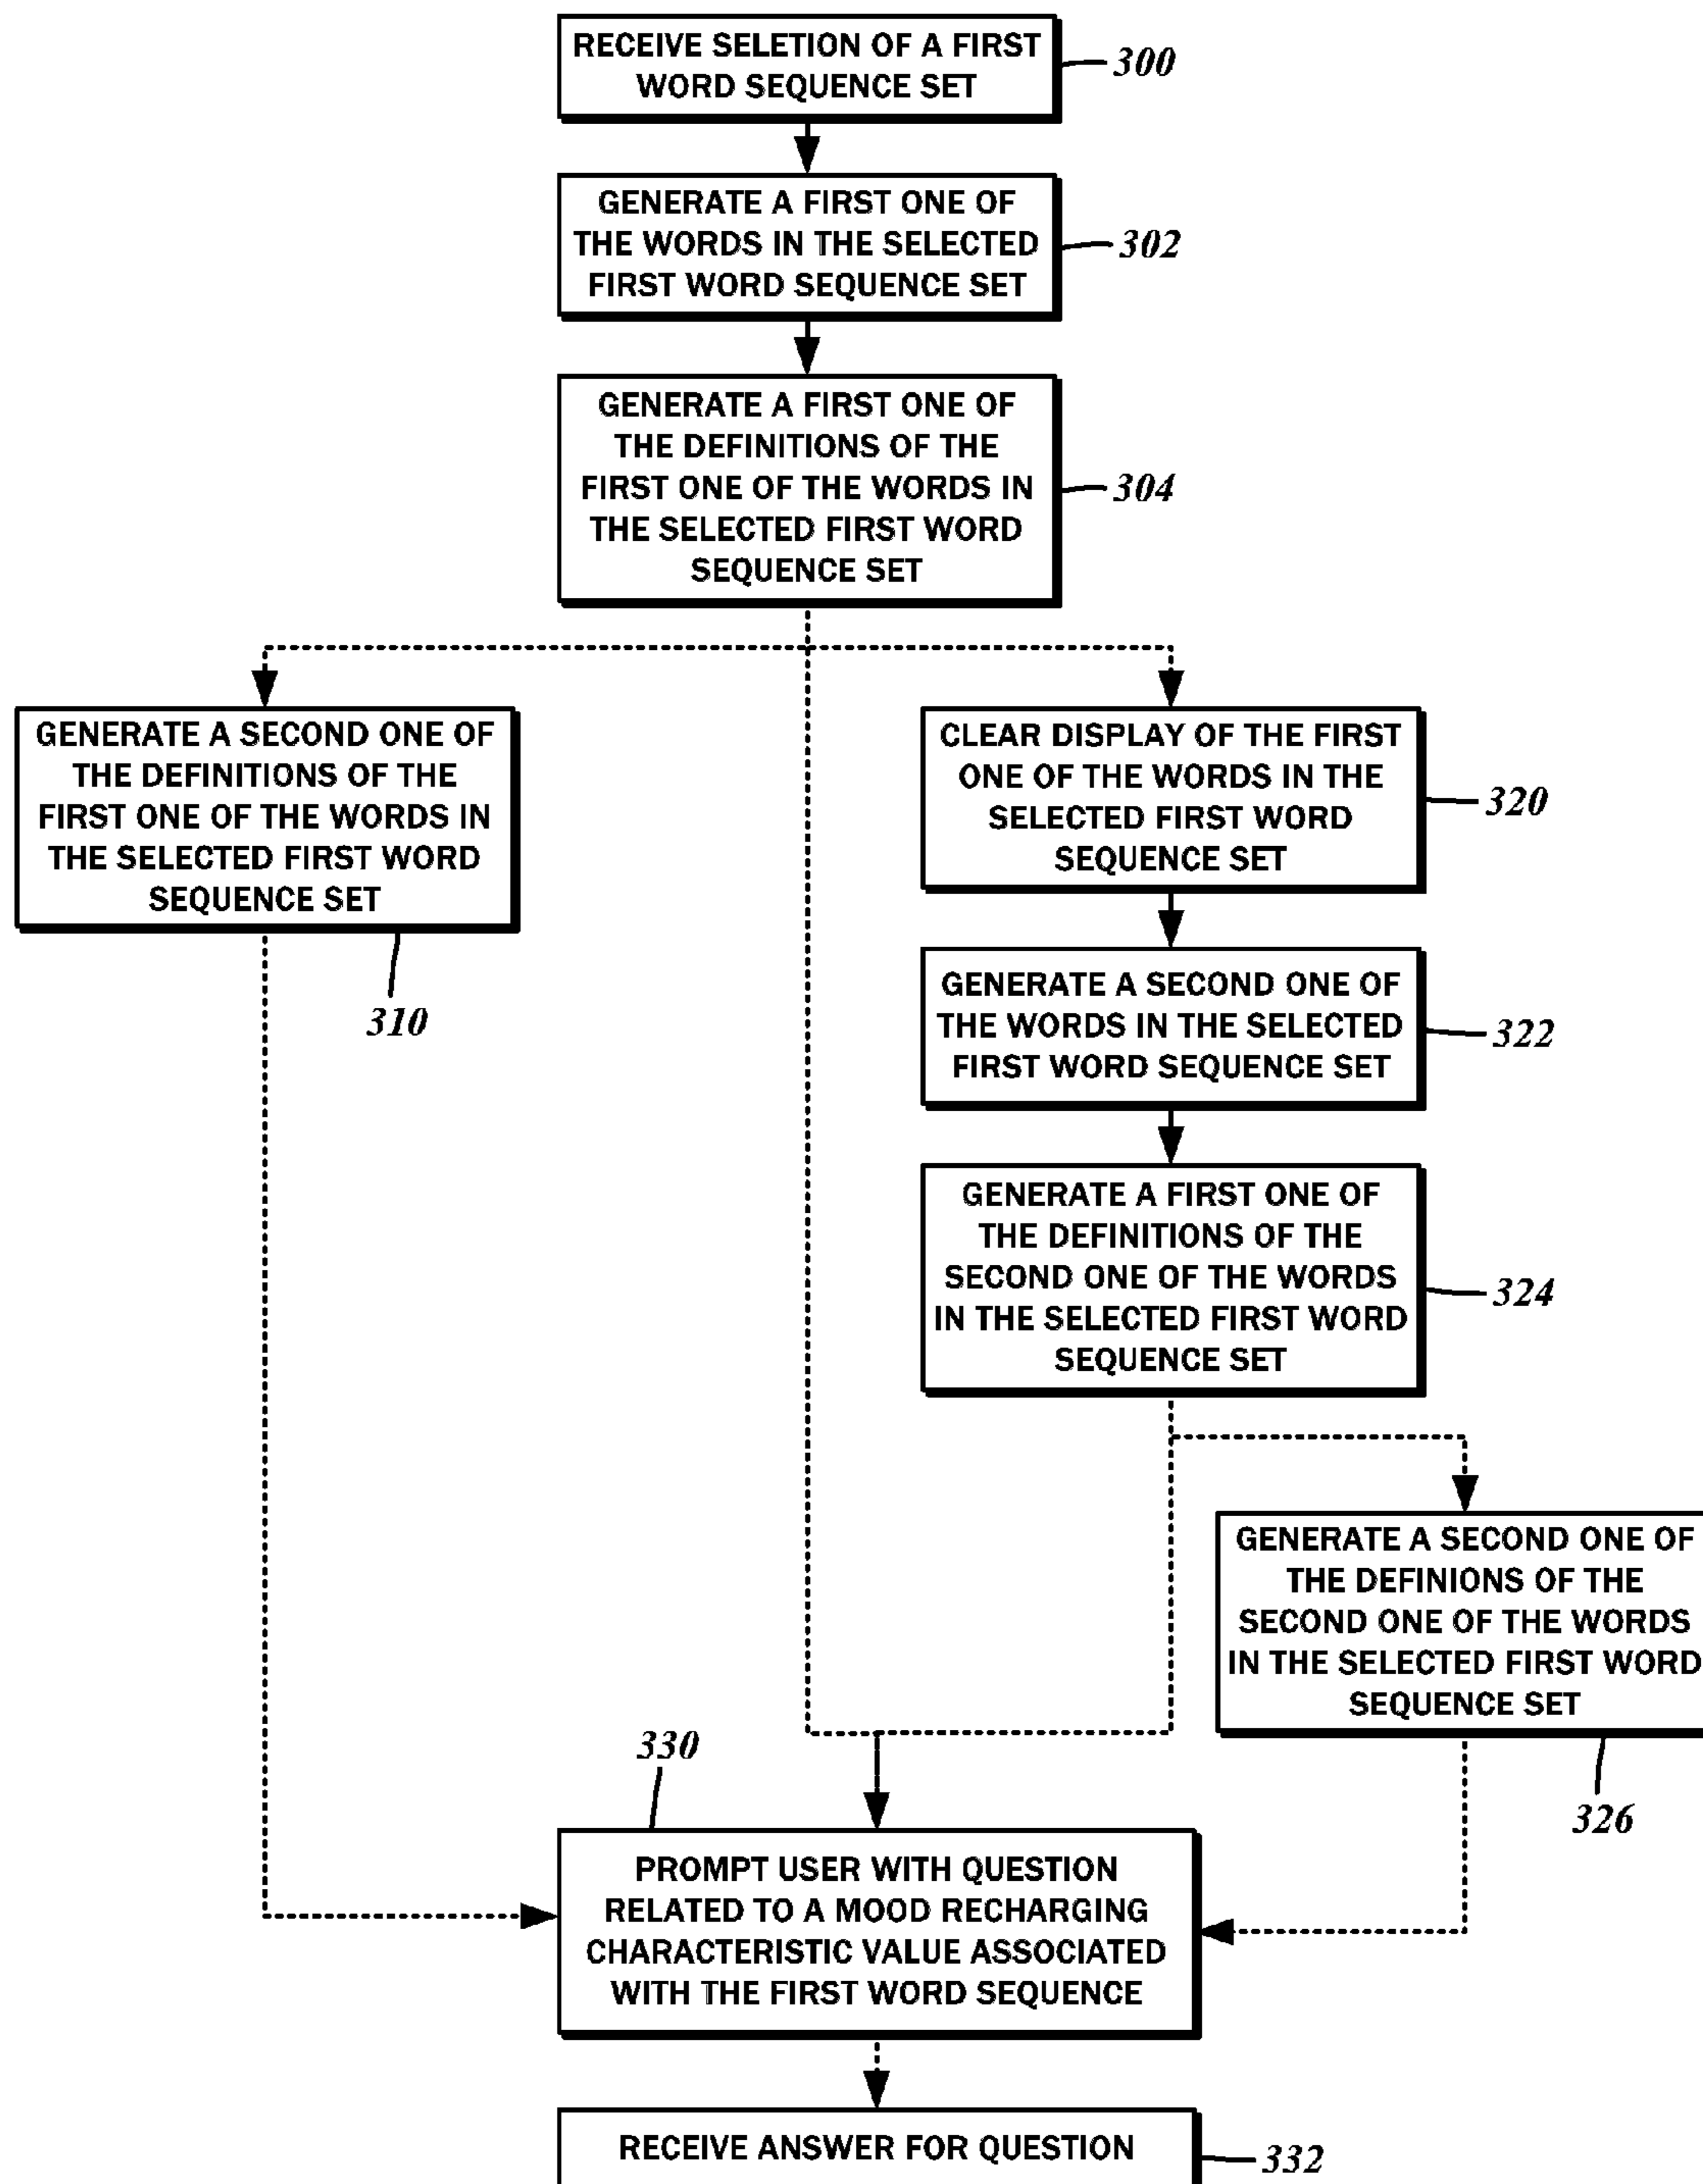 RECEIVE SELETION OF A FIRST
WORD SEQUENCE SET
300
GENERATE A FIRST ONE OF
THE WORDS IN THE SELECTED
FIRST WORD SEQUENCE SET
302
GENERATE A FIRST ONE OF
THE DEFINITIONS OF THE
FIRST ONE OF THE WORDS IN
THE SELECTED FIRST WORD
SEQUENCE SET
304
GENERATE A SECOND ONE OF
THE DEFINITIONS OF THE
FIRST ONE OF THE WORDS IN
THE SELECTED FIRST WORD
SEQUENCE SET
310
CLEAR DISPLAY OF THE FIRST
ONE OF THE WORDS IN THE
SELECTED FIRST WORD
SEQUENCE SET
320
GENERATE A SECOND ONE OF
THE WORDS IN THE SELECTED
FIRST WORD SEQUENCE SET
322
GENERATE A FIRST ONE OF
THE DEFINITIONS OF THE
SECOND ONE OF THE WORDS
IN THE SELECTED FIRST WORD
SEQUENCE SET
324
GENERATE A SECOND ONE OF
THE DEFINIONS OF THE
SECOND ONE OF THE WORDS
IN THE SELECTED FIRST WORD
SEQUENCE SET
326
330
PROMPT USER WITH QUESTION
RELATED TO A MOOD RECHARGING
CHARACTERISTIC VALUE ASSOCIATED
WITH THE FIRST WORD SEQUENCE
RECEIVE ANSWER FOR QUESTION
332